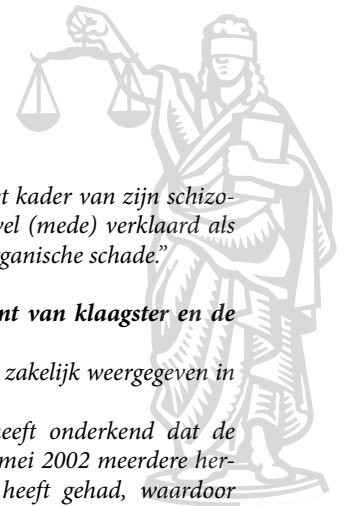 t kader van zijn schizo-
vel (mede) verklaard als
ganische schade.”
nt van klaagster en de
zakelijk weergegeven in
eeft onderkend dat de
mei 2002 meerdere her-
heeft gehad, waardoor